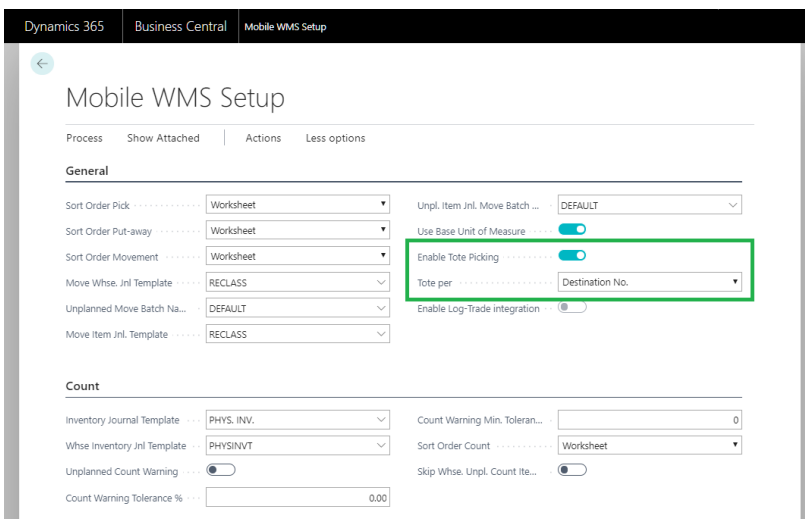 Dynamics 365 Business Central Mobile WMS Setup
Mobile WMS Setup
Process Show Attached Actions Less options
General
Sort Order Pick Worksheet
Sort Order Put-away Worksheet
Sort Order Movement Worksheet
Move Whse. Jnl Template RECLASS
Unplanned Move Batch Na... DEFAULT
Move Item Jnl. Template RECLASS
Unpl. Item Jnl. Move Batch ... DEFAULT
Use Base Unit of Measure
Enable Tote Picking
Tote per Destination No.
Enable Log-Trade integration
Count
Inventory Journal Template PHYS. INV.
Whse Inventory Jnl Template PHYSINVT
Unplanned Count Warning
Count Warning Tolerance % 0.00
Count Warning Min. Toleran... 0
Sort Order Count Worksheet
Skip Whse. Unpl. Count Ite...